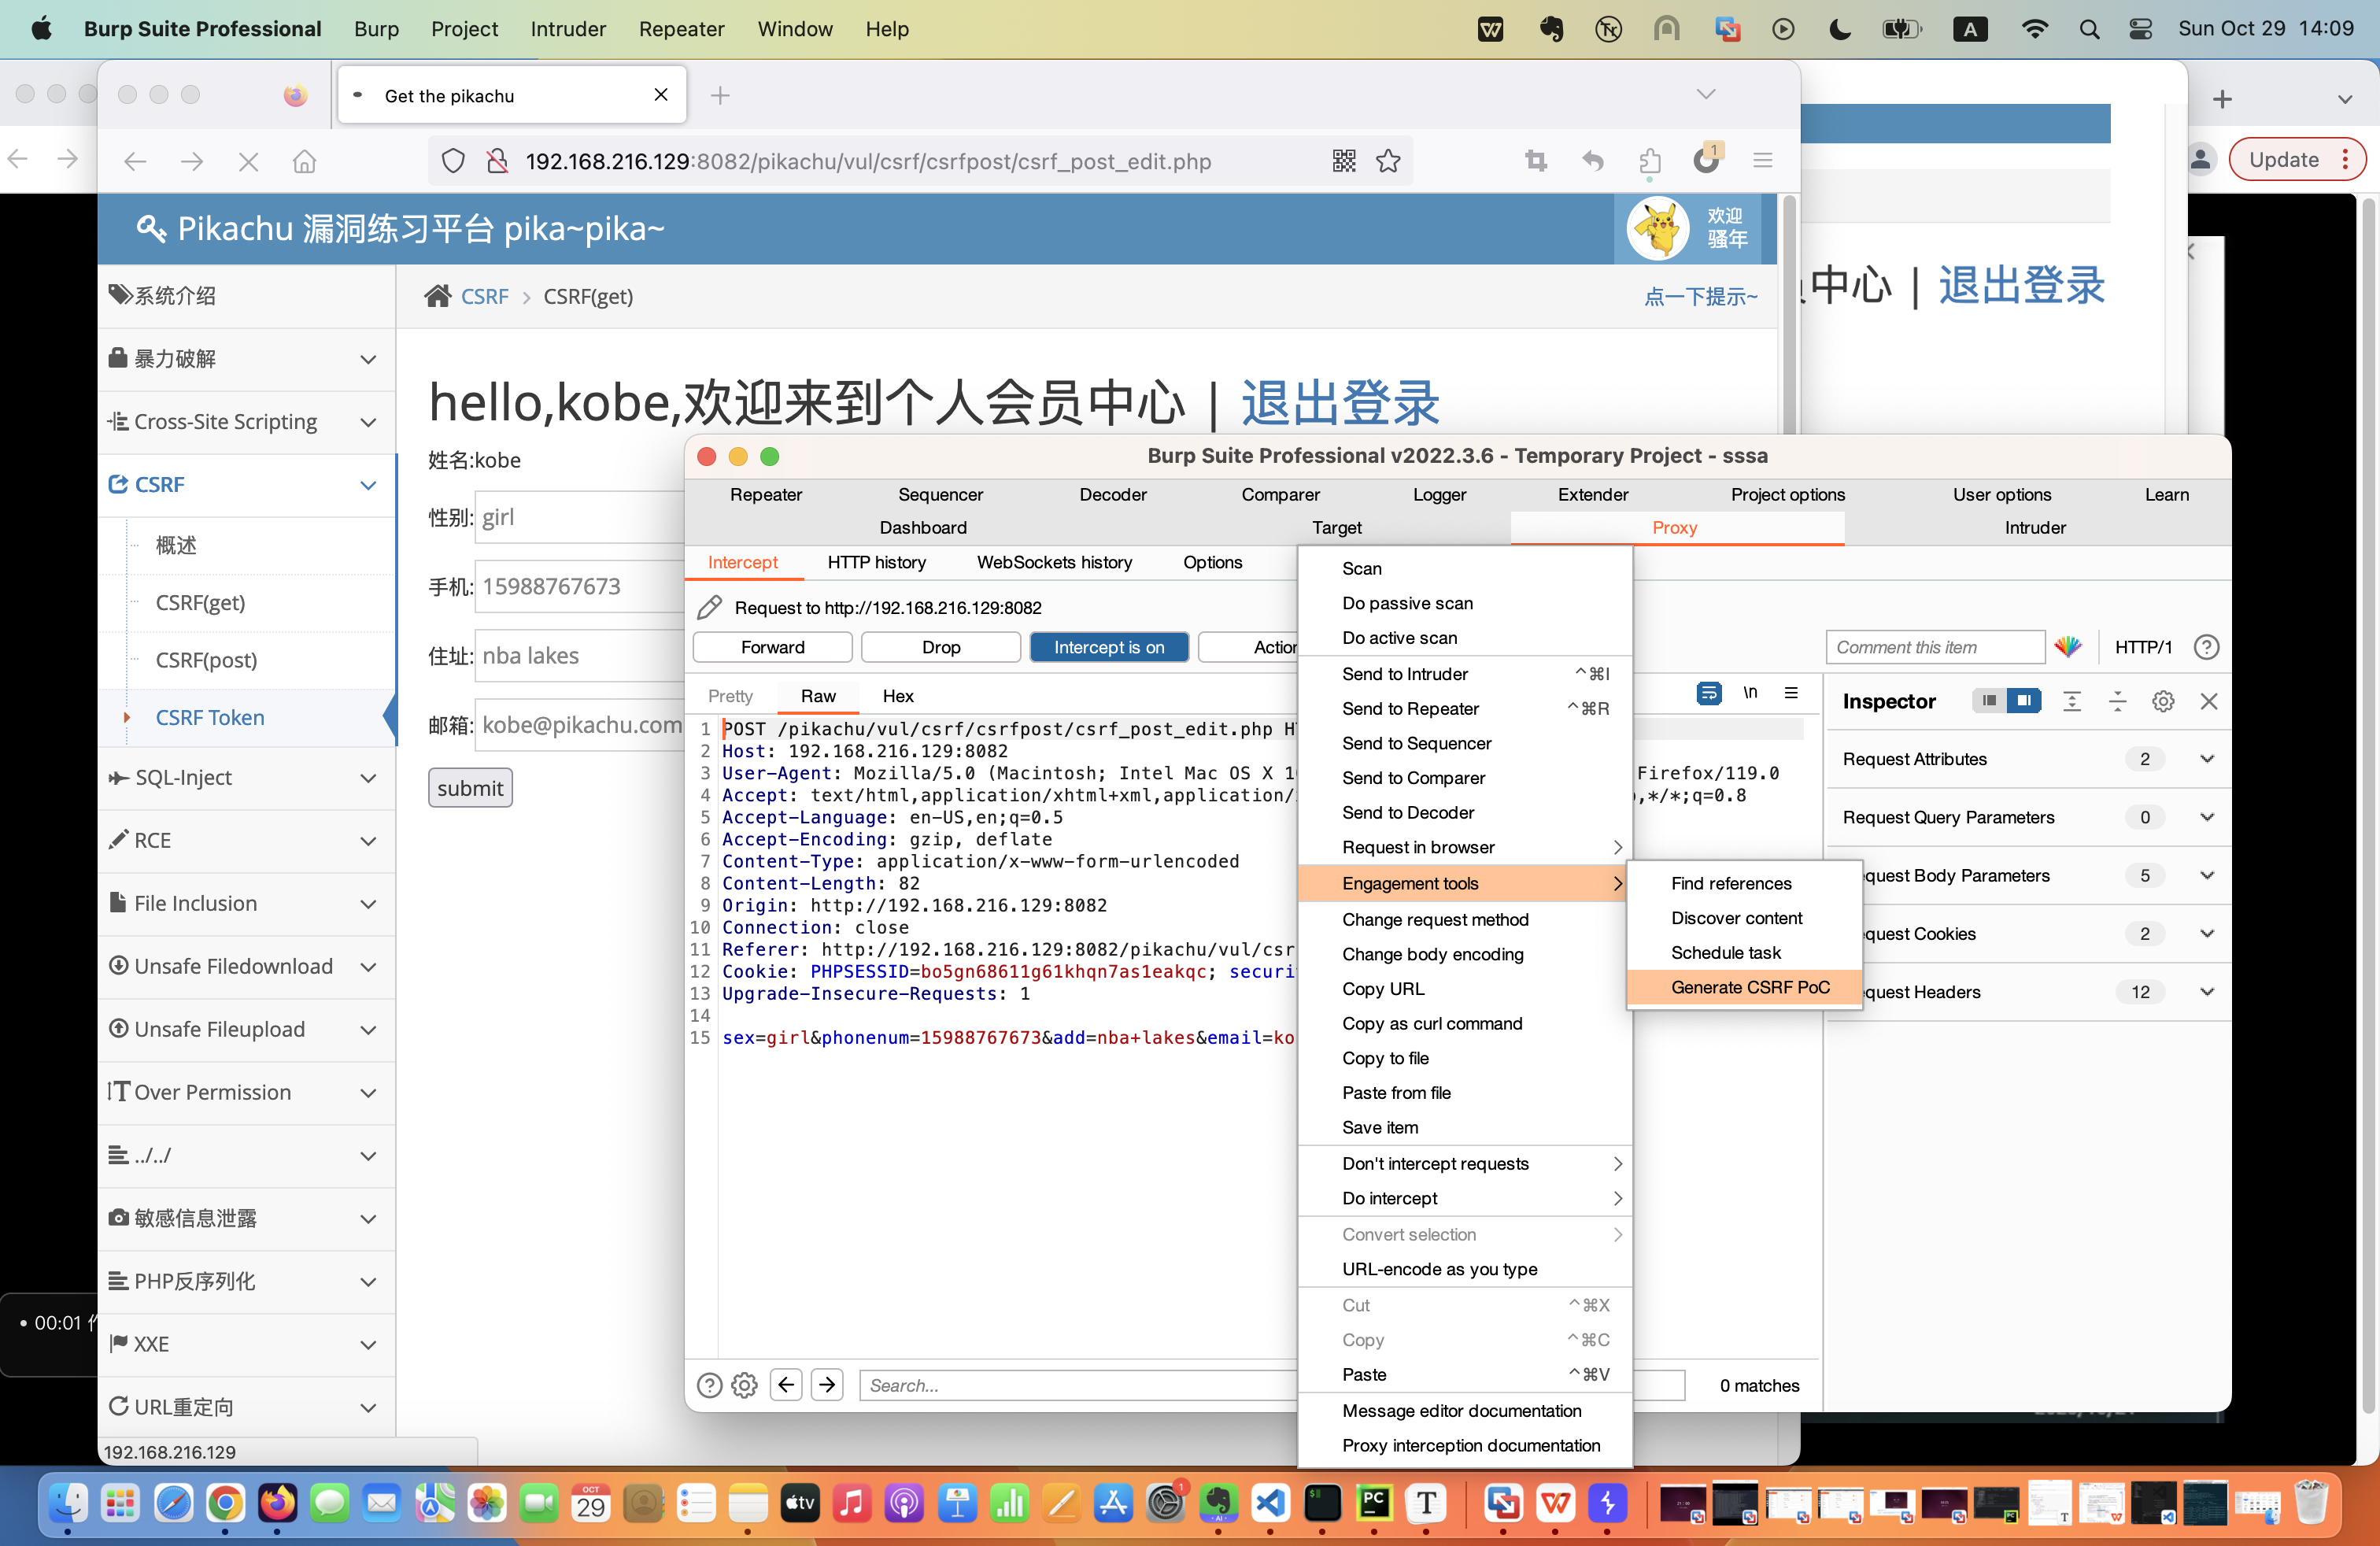 Burp Suite Professional Burp Project Intruder Repeater Window Help
A Sun Oct 29 14:09
Get the pikachu
192.168.216.129:8082/pikachu/vul/csrf/csrfpost/csrf_post_edit.php
1
Update
Pikachu 漏洞练习平台 pika~pika~
欢迎
骚年
系统介绍
暴力破解
Cross-Site Scripting
CSRF
概述
CSRF(get)
CSRF(post)
CSRF Token
SQL-Inject
RCE
File Inclusion
Unsafe Filedownload
Unsafe Fileupload
Over Permission
../../
敏感信息泄露
PHP反序列化
XXE
URL重定向
192.168.216.129
• 00:01
CSRF > CSRF(get)
点一下提示~
hello,kobe,欢迎来到个人会员中心 | 退出登录
姓名:kobe
性别: girl
手机: 15988767673
住址: nba lakes
邮箱: kobe@pikachu.com
submit
中心 | 退出登录
Burp Suite Professional v2022.3.6 - Temporary Project - sssa
Repeater Sequencer Decoder Comparer Logger Extender Project options User options Learn
Dashboard Target Proxy Intruder
Intercept HTTP history WebSockets history Options
Request to http://192.168.216.129:8082
Forward Drop Intercept is on Action
Comment this item HTTP/1 ?
Pretty Raw Hex \n
1 POST /pikachu/vul/csrf/csrfpost/csrf_post_edit.php H
2 Host: 192.168.216.129:8082
3 User-Agent: Mozilla/5.0 (Macintosh; Intel Mac OS X 1 Firefox/119.0
4 Accept: text/html,application/xhtml+xml,application/ ,*/*;q=0.8
5 Accept-Language: en-US,en;q=0.5
6 Accept-Encoding: gzip, deflate
7 Content-Type: application/x-www-form-urlencoded
8 Content-Length: 82
9 Origin: http://192.168.216.129:8082
10 Connection: close
11 Referer: http://192.168.216.129:8082/pikachu/vul/csr
12 Cookie: PHPSESSID=bo5gn68611g61khqn7as1eakqc; securi
13 Upgrade-Insecure-Requests: 1
14
15 sex=girl&phonenum=15988767673&add=nba+lakes&email=ko
Search...
0 matches
Scan
Do passive scan
Do active scan
Send to Intruder ^⌘I
Send to Repeater ^⌘R
Send to Sequencer
Send to Comparer
Send to Decoder
Request in browser
Engagement tools
Change request method
Change body encoding
Copy URL
Copy as curl command
Copy to file
Paste from file
Save item
Don't intercept requests
Do intercept
Convert selection
URL-encode as you type
Cut ^⌘X
Copy ^⌘C
Paste ^⌘V
Message editor documentation
Proxy interception documentation
Find references
Discover content
Schedule task
Generate CSRF PoC
Inspector
Request Attributes 2
Request Query Parameters 0
quest Body Parameters 5
quest Cookies 2
quest Headers 12
OCT
29
tv
1
AI
$
PC
T